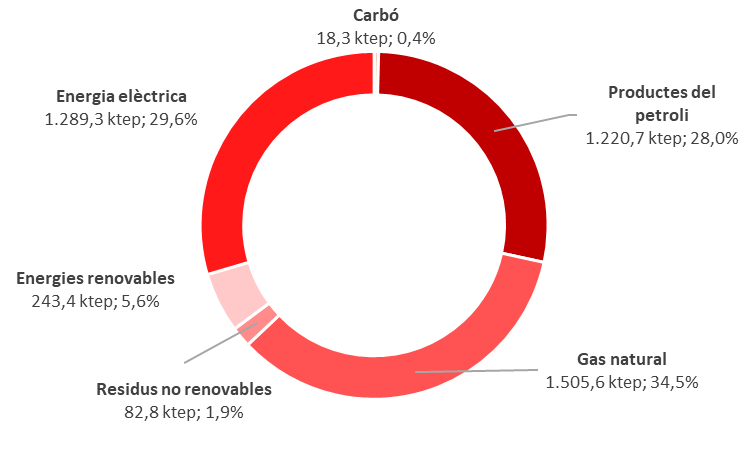 Carbó
18,3 ktep; 0,4%
Productes del
petroli
1.220,7 ktep; 28,0%
Gas natural
1.505,6 ktep; 34,5%
Residus no renovables
82,8 ktep; 1,9%
Energies renovables
243,4 ktep; 5,6%
Energia elèctrica
1.289,3 ktep; 29,6%